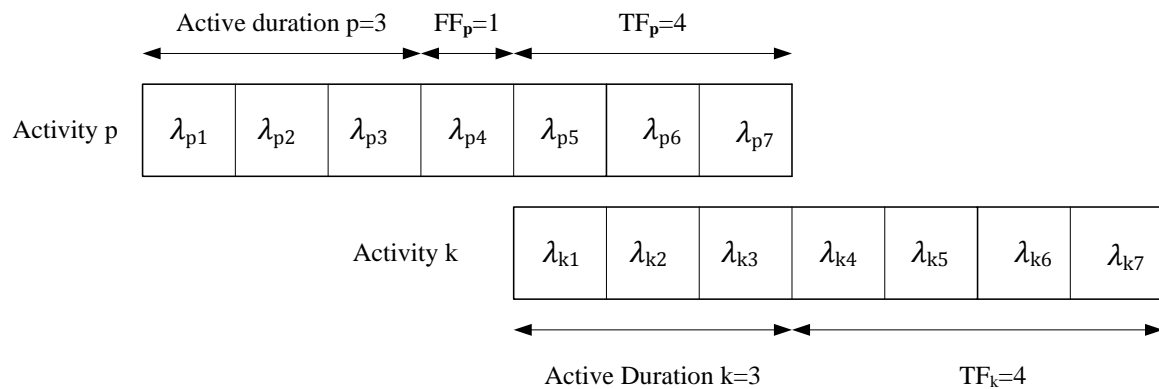 Active duration p=3 FFₚ=1 TFₚ=4
Activity p λp1 λp2 λp3 λp4 λp5 λp6 λp7
Activity k λk1 λk2 λk3 λk4 λk5 λk6 λk7
Active Duration k=3 TFₖ=4